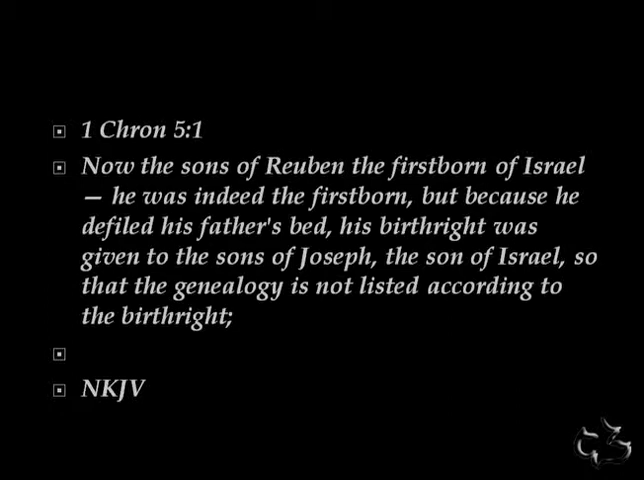 1 Chron 5:1
Now the sons of Reuben the firstborn of Israel
— he was indeed the firstborn, but because he
defiled his father's bed, his birthright was
given to the sons of Joseph, the son of Israel, so
that the genealogy is not listed according to
the birthright;
NKJV